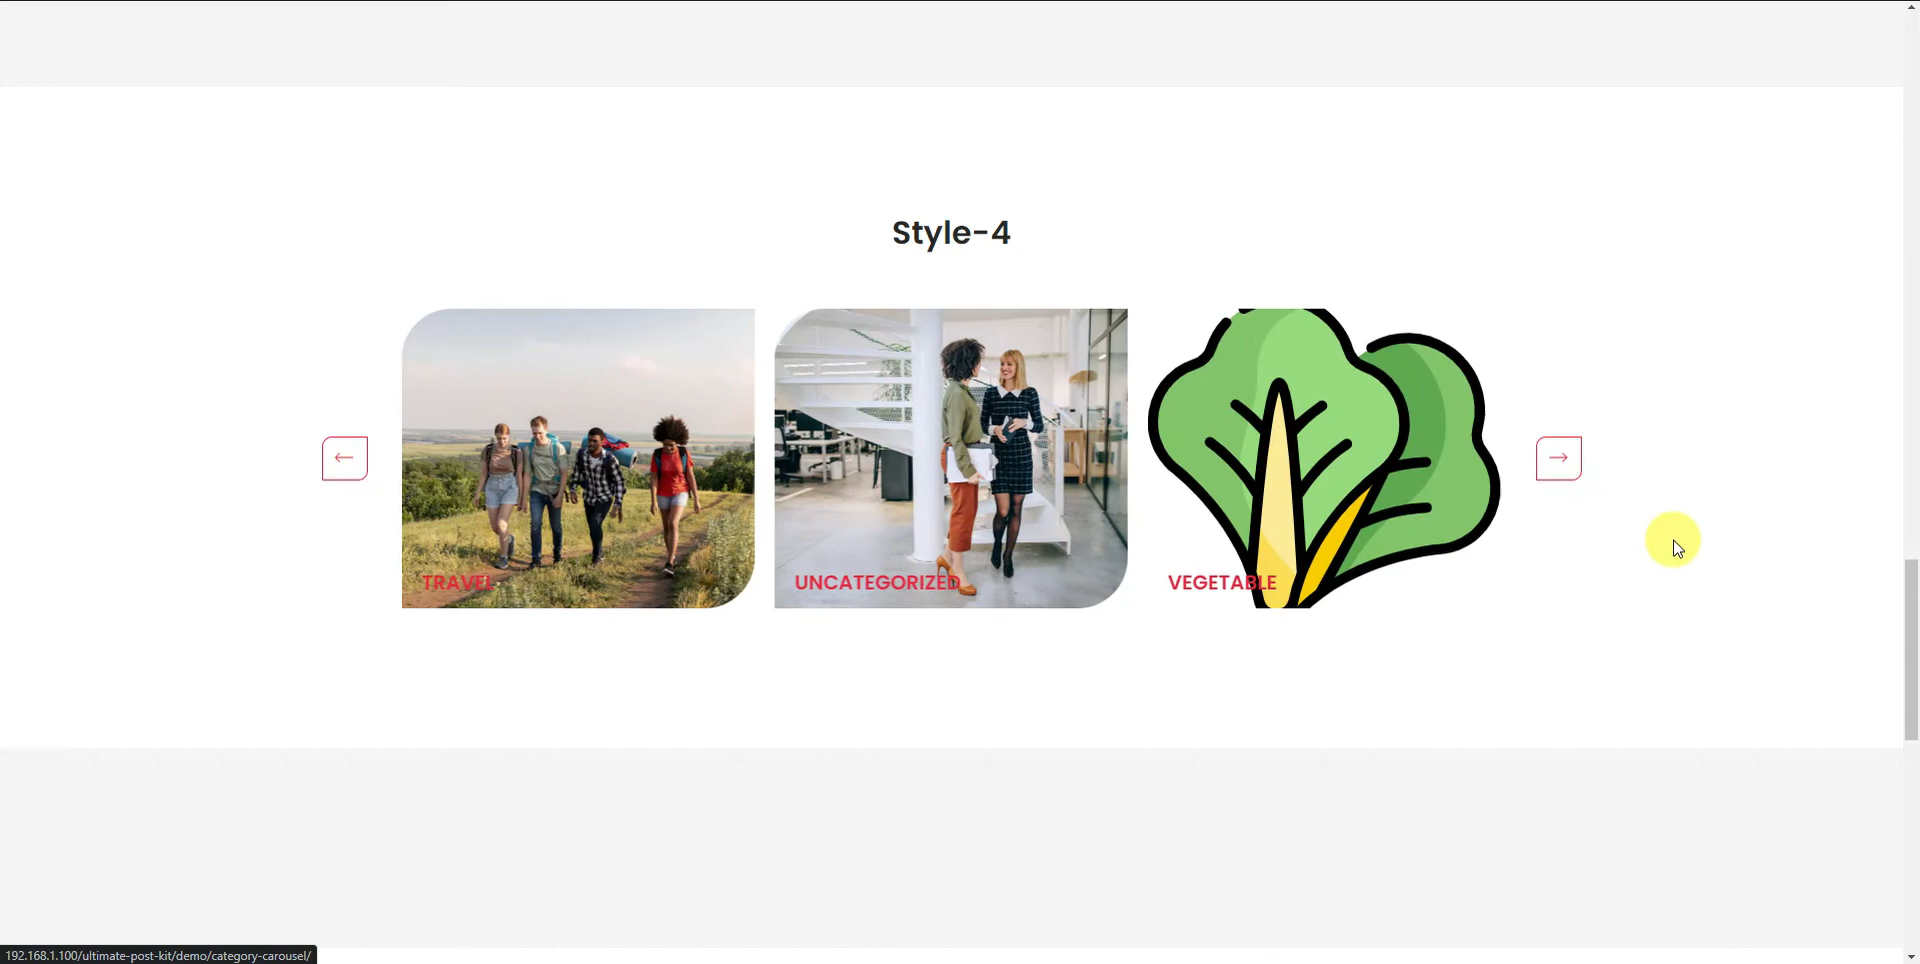 Style-4
TRAVEL
UNCATEGORIZED
VEGETABLE
192.168.1.100/ultimate-post-kit/demo/category-carousel/